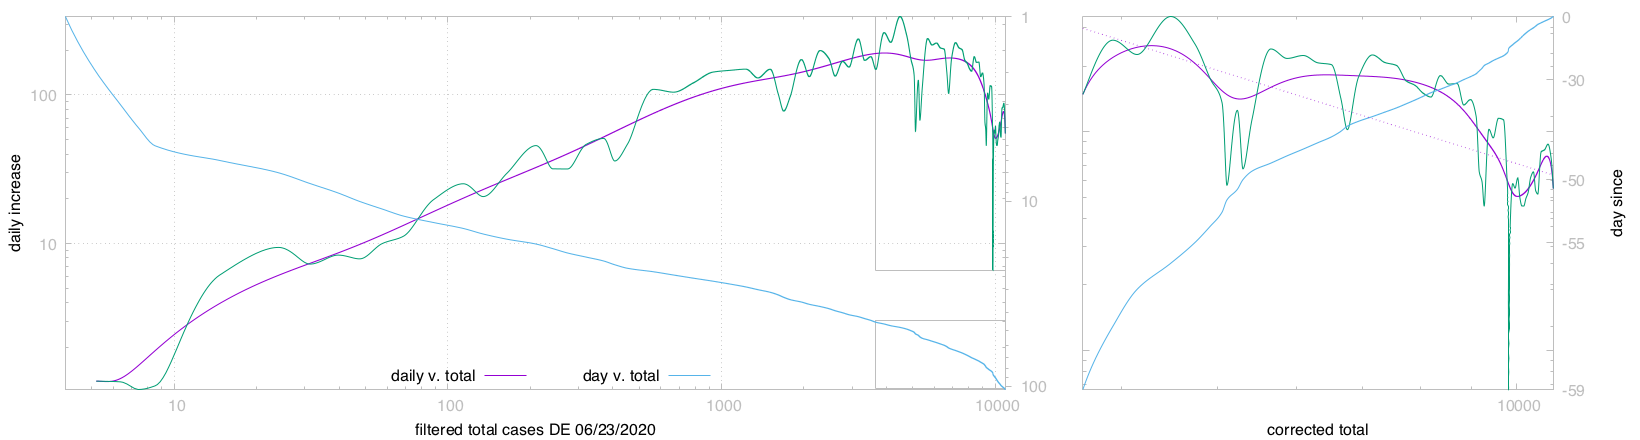 daily increase
100
10
1
10
100
daily v. total
day v. total
10
100
1000
10000
filtered total cases DE 06/23/2020
0
-30
-50
-55
-59
day since
10000
corrected total